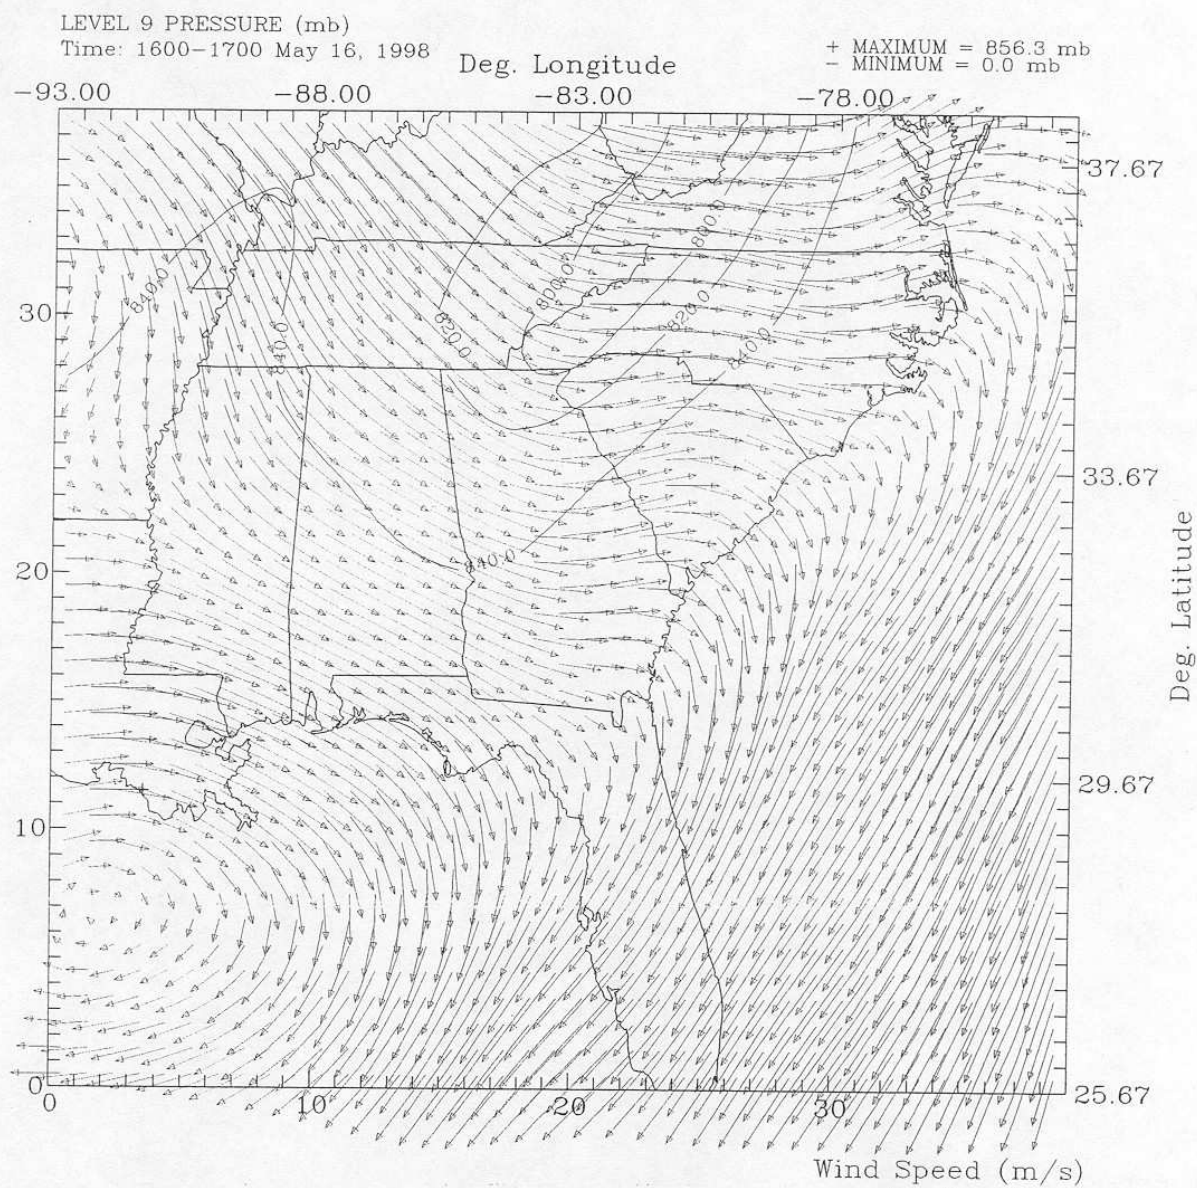 LEVEL 9 PRESSURE (mb)
Time: 1600-1700 May 16, 1998
Deg. Longitude
+ MAXIMUM = 856.3 mb
- MINIMUM = 0.0 mb
-93.00 -88.00 -83.00 -78.00
37.67
800.0
840.0 800.0
30 820.0 820.0
840.0 840.0
33.67
20 840.0
Deg. Latitude
29.67
10
0 25.67
0 10 20 30
Wind Speed (m/s)